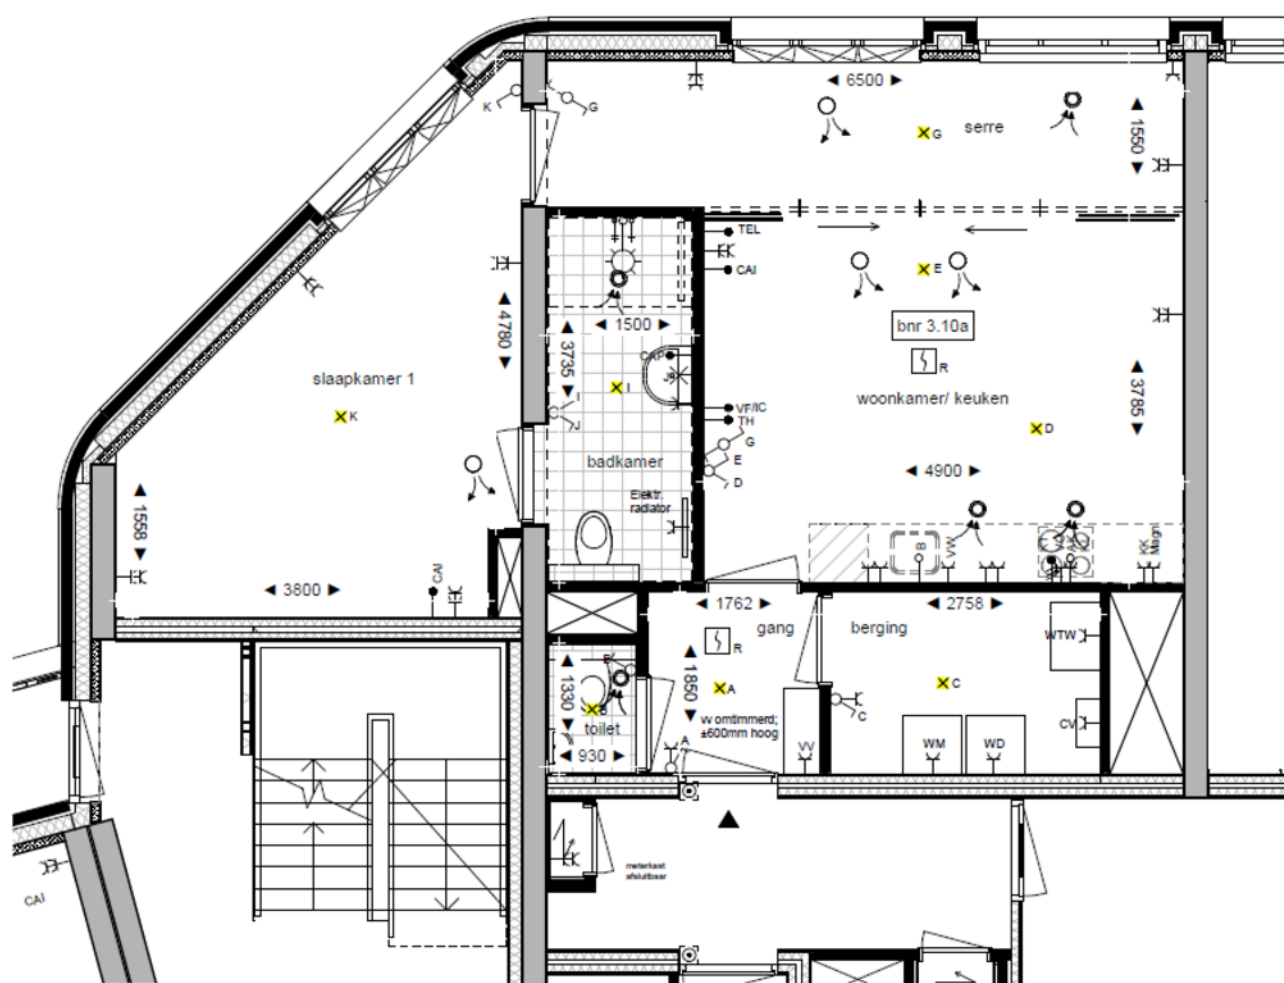 6500
K
G
G
serre
1550
TEL
CAI
E
bnr 3.10a
R
1500
3735
4780
CAP
J
I
I
J
slaapkamer 1
K
woonkamer/ keuken
3785
VF/IC
TH
G
E
D
D
badkamer
4900
Elektr.
radiator
1558
B
VW
KK
Magn
CAI
3800
1762
2758
gang
berging
R
WTW
1330
1850
A
C
B
toilet
vv omtimmerd;
±600mm hoog
C
CV
930
A
VV
WM
WD
meterkast
afsluitbaar
CAI